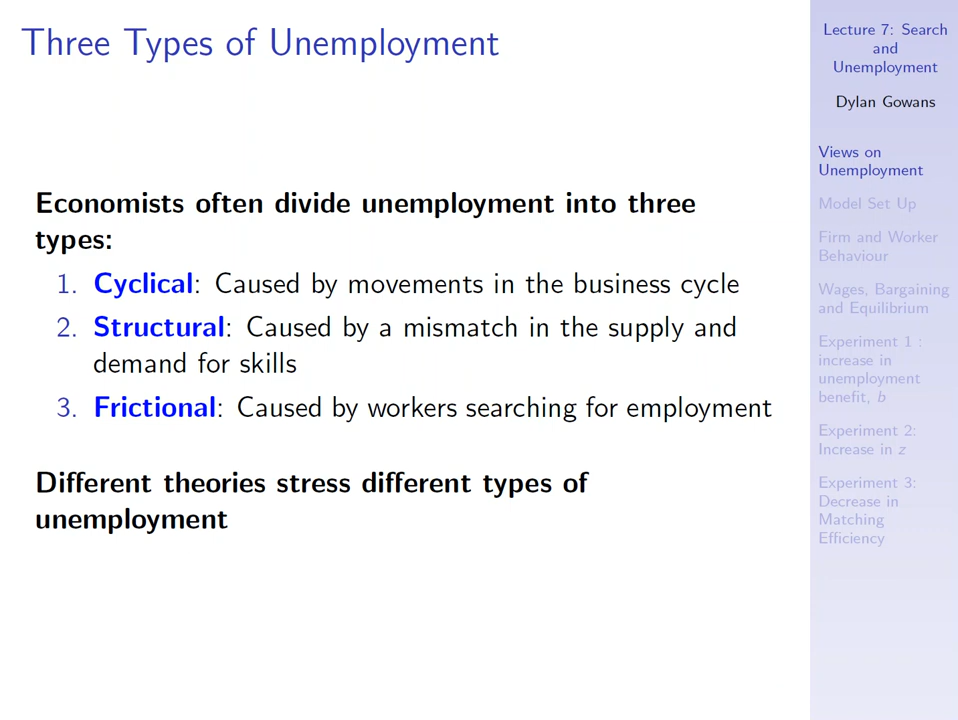 Three Types of Unemployment
Economists often divide unemployment into three
types:
1. Cyclical: Caused by movements in the business cycle
2. Structural: Caused by a mismatch in the supply and
demand for skills
3. Frictional: Caused by workers searching for employment
Different theories stress different types of
unemployment
Lecture 7: Search
and
Unemployment
Dylan Gowans
Views on
Unemployment
Model Set Up
Firm and Worker
Behaviour
Wages, Bargaining
and Equilibrium
Experiment 1 :
increase in
unemployment
benefit, b
Experiment 2:
Increase in z
Experiment 3:
Decrease in
Matching
Efficiency